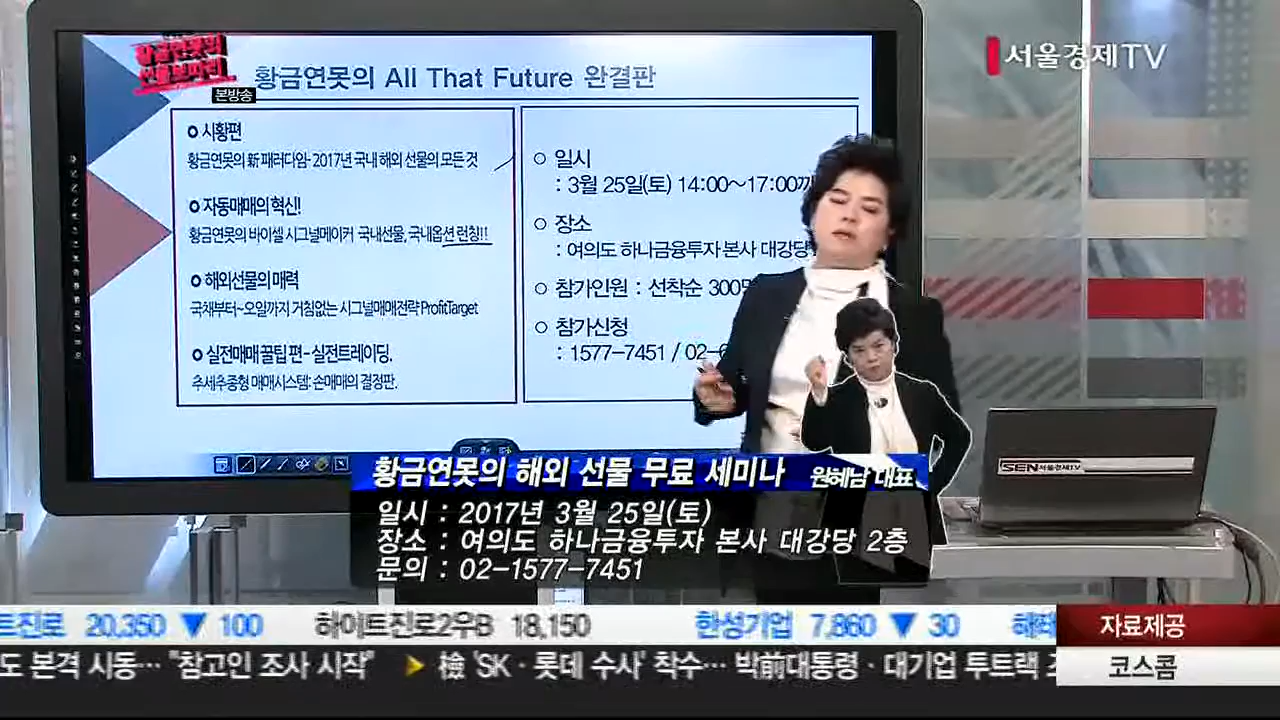 황금연못의
선물보따리
본방송
황금연못의 All That Future 완결판
서울경제TV
시황편
황금연못의 新 패러다임- 2017년 국내 해외 선물의 모든 것
자동매매의 혁신!
황금연못의 바이셀 시그널메이커 국내선물, 국내옵션 런칭!!
해외선물의 매력
국채부터~오일까지 거침없는 시그널매매전략 ProfitTarget
실전매매 꿀팁 편 - 실전트레이딩.
추세추종형 매매시스템: 손매매의 결정판.
일시
: 3월 25일(토) 14:00~17:00까
장소
: 여의도 하나금융투자 본사 대강당
참가인원 : 선착순 300명
참가신청
: 1577-7451 / 02-6
SEN 서울경제TV
황금연못의 해외 선물 무료 세미나 원혜남 대표
일시 : 2017년 3월 25일(토)
장소 : 여의도 하나금융투자 본사 대강당 2층
문의 : 02-1577-7451
트진로 20,350 ▼ 100 하이트진로2우B 18,150 한성기업 7,860 ▼ 30 해태
자료제공
도 본격 시동… "참고인 조사 시작" ▶ 檢 'SK·롯데 수사' 착수… 박前대통령·대기업 투트랙
코스콤